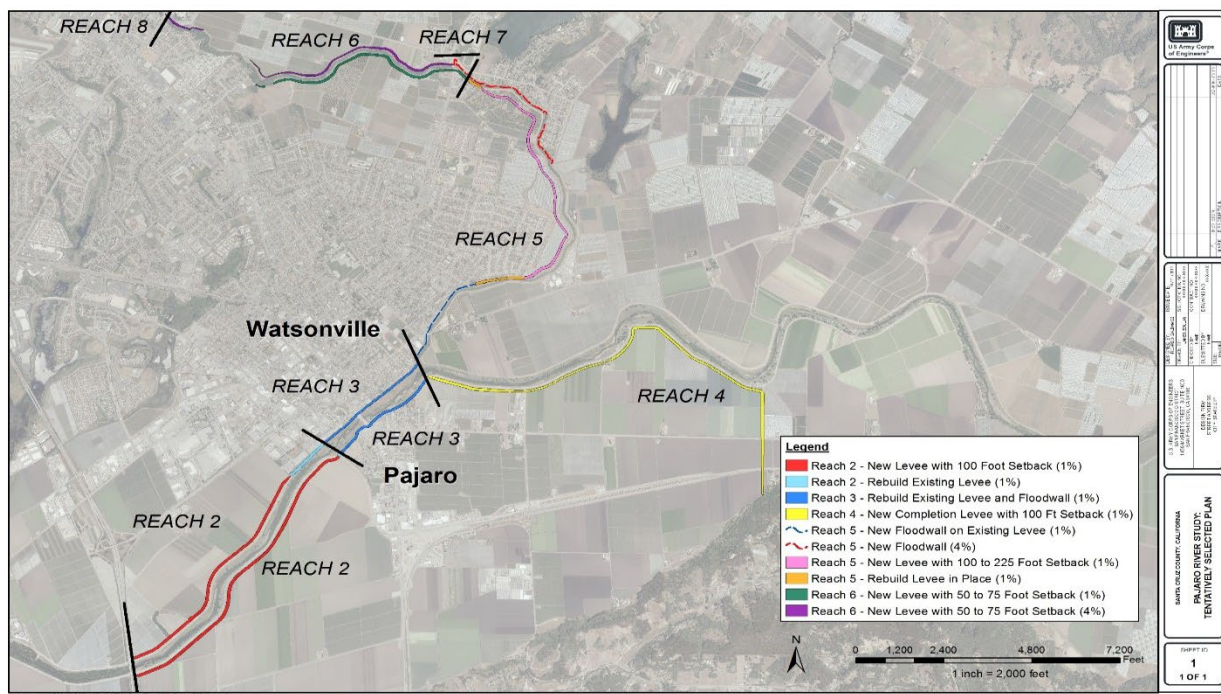 REACH 8
REACH 6
REACH 7
REACH 5
Watsonville
REACH 3
REACH 4
REACH 3
Pajaro
REACH 2
REACH 2
Legend
Reach 2 - New Levee with 100 Foot Setback (1%)
Reach 2 - Rebuild Existing Levee (1%)
Reach 3 - Rebuild Existing Levee and Floodwall (1%)
Reach 4 - New Completion Levee with 100 Ft Setback (1%)
Reach 5 - New Floodwall on Existing Levee (1%)
Reach 5 - New Floodwall (4%)
Reach 5 - New Levee with 100 to 225 Foot Setback (1%)
Reach 5 - Rebuild Levee in Place (1%)
Reach 6 - New Levee with 50 to 75 Foot Setback (1%)
Reach 6 - New Levee with 50 to 75 Foot Setback (4%)
N
0 1,200 2,400 4,800 7,200
Feet
1 inch = 2,000 feet
US Army Corps
of Engineers®
SANTA CRUZ COUNTY, CALIFORNIA
PAJARO RIVER STUDY:
TENTATIVELY SELECTED PLAN
SHEET ID
1
1 OF 1